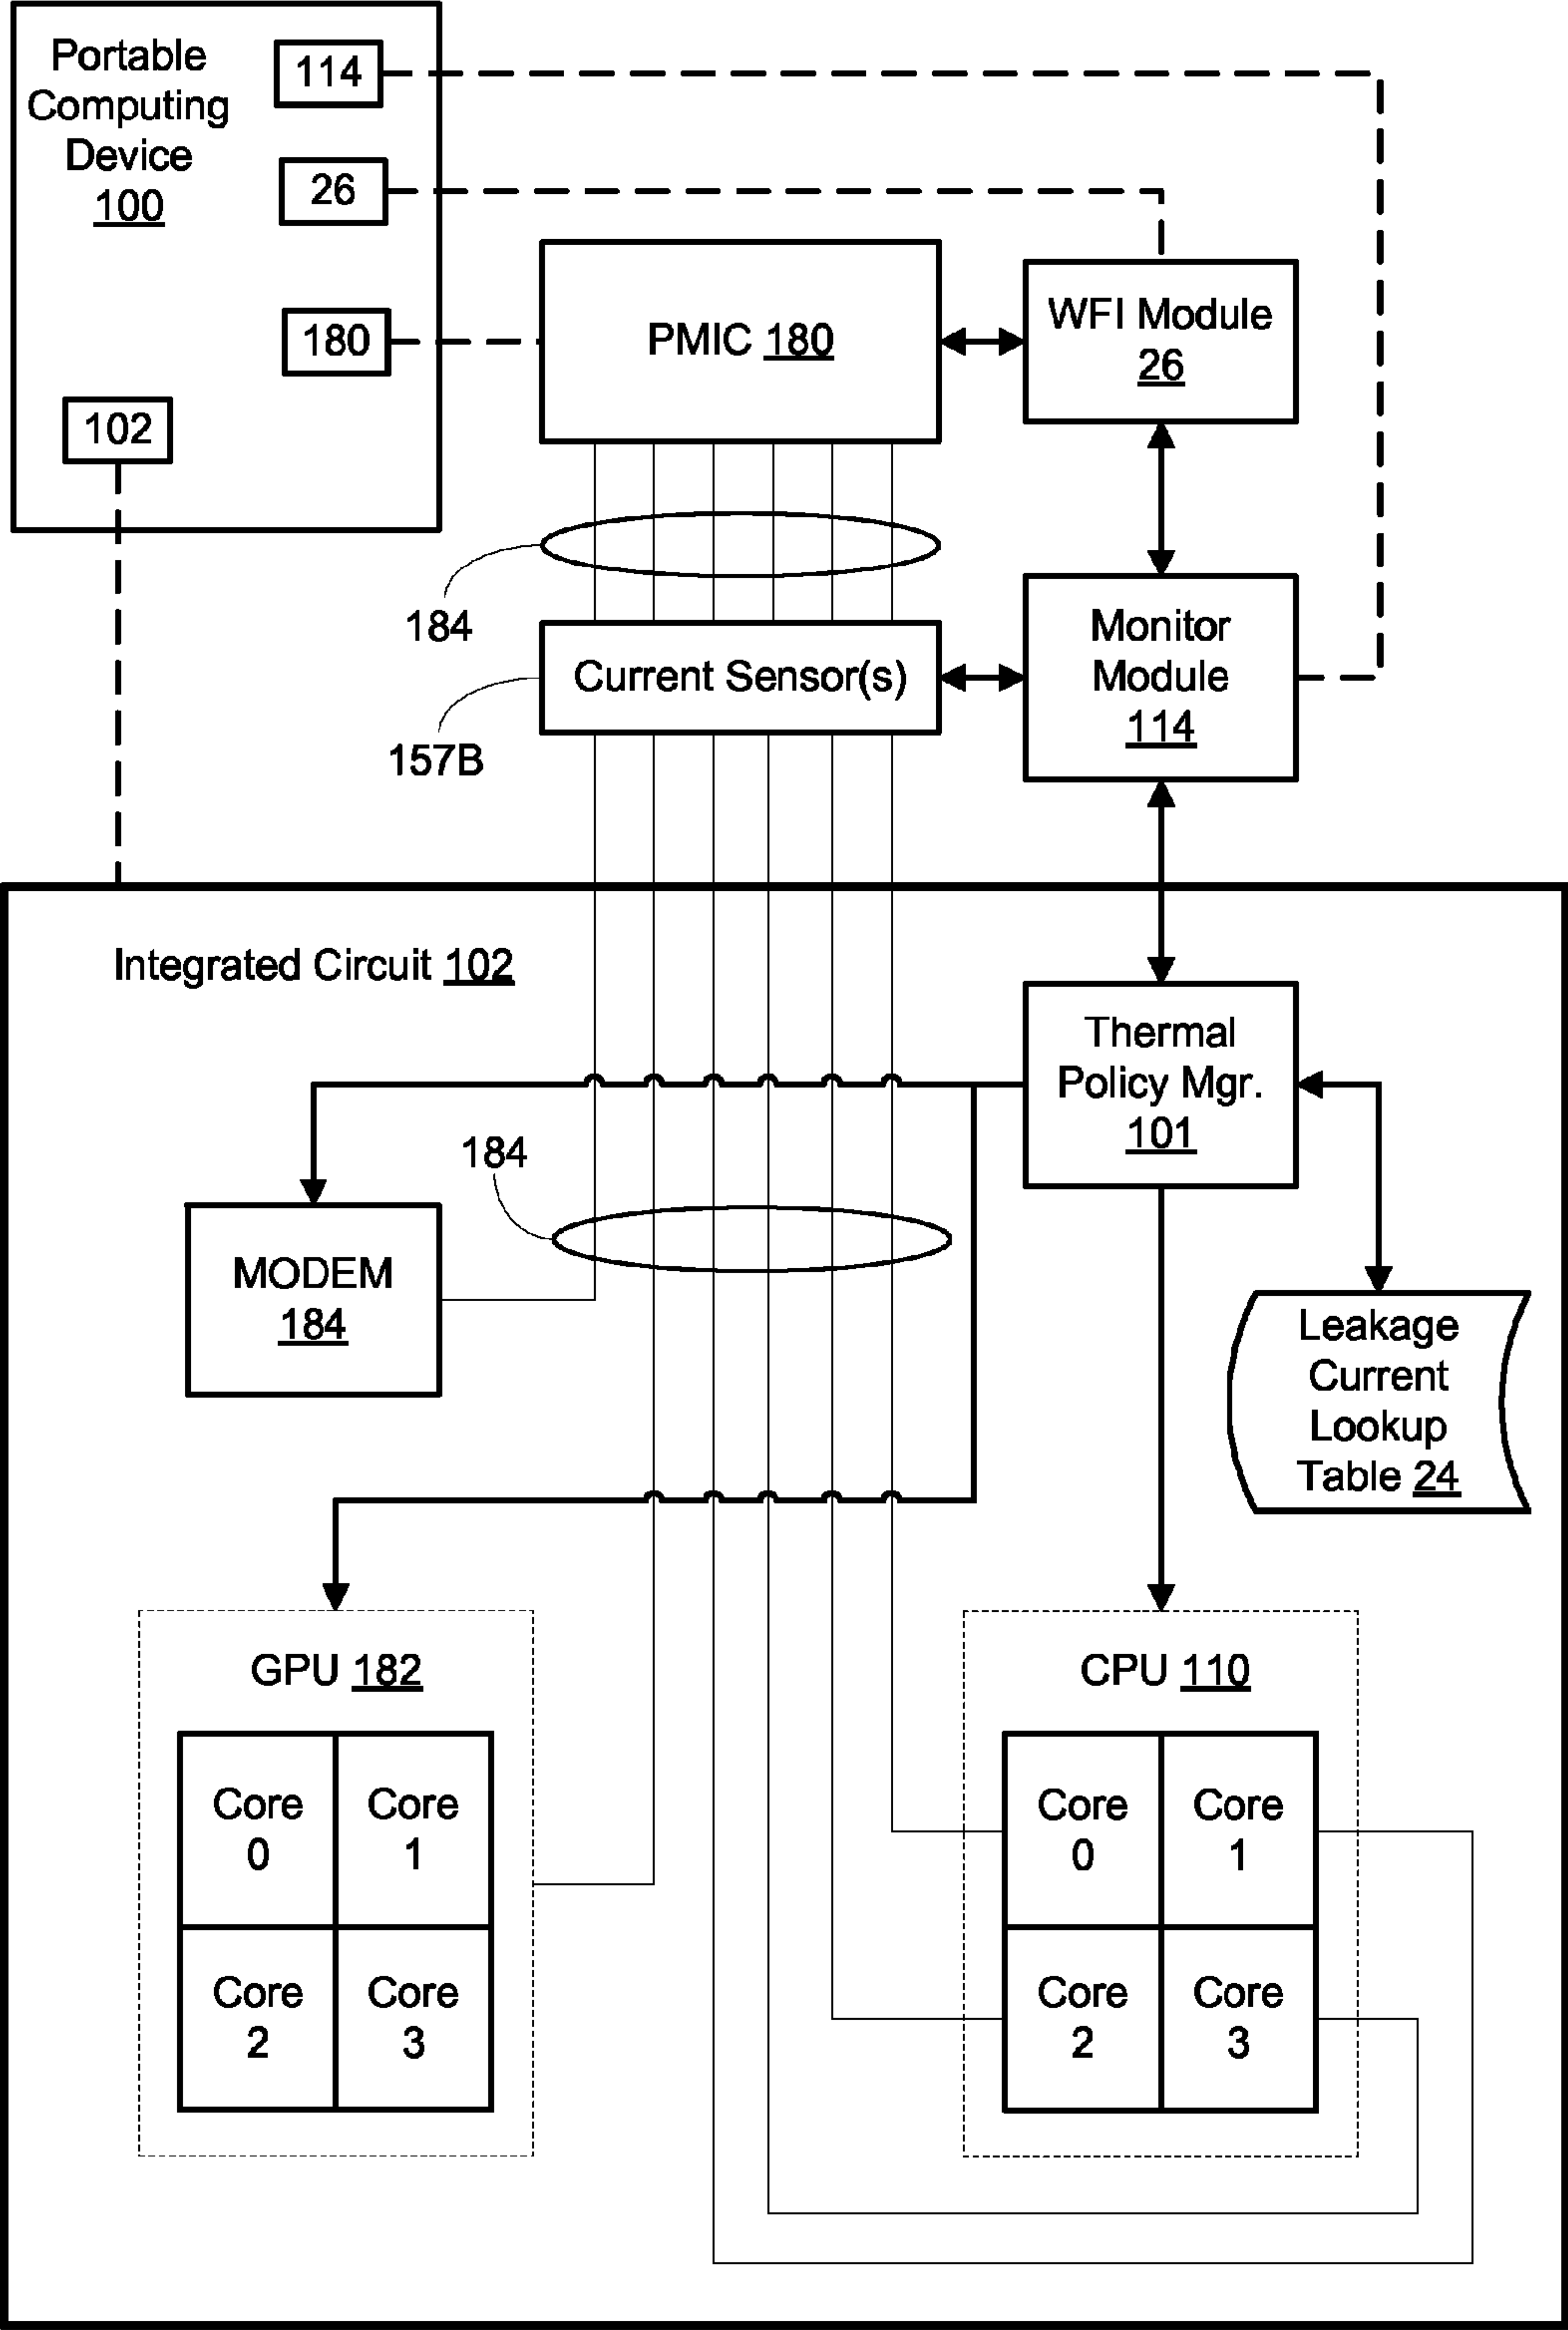 Portable
Computing
Device
100
114
26
180
102
PMIC 180
WFI Module
26
184
Current Sensor(s)
157B
Monitor
Module
114
Integrated Circuit 102
Thermal
Policy Mgr.
101
184
MODEM
184
Leakage
Current
Lookup
Table 24
GPU 182
Core
0
Core
1
Core
2
Core
3
CPU 110
Core
0
Core
1
Core
2
Core
3